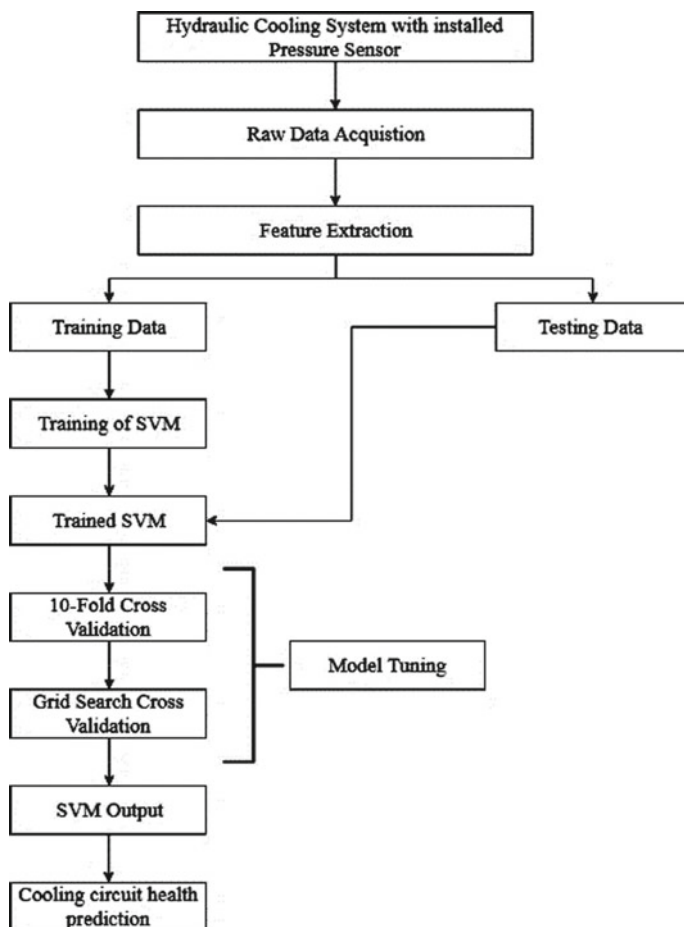 Hydraulic Cooling System with installed
Pressure Sensor
Raw Data Acquistion
Feature Extraction
Training Data
Testing Data
Training of SVM
Trained SVM
10-Fold Cross
Validation
Model Tuning
Grid Search Cross
Validation
SVM Output
Cooling circuit health
prediction